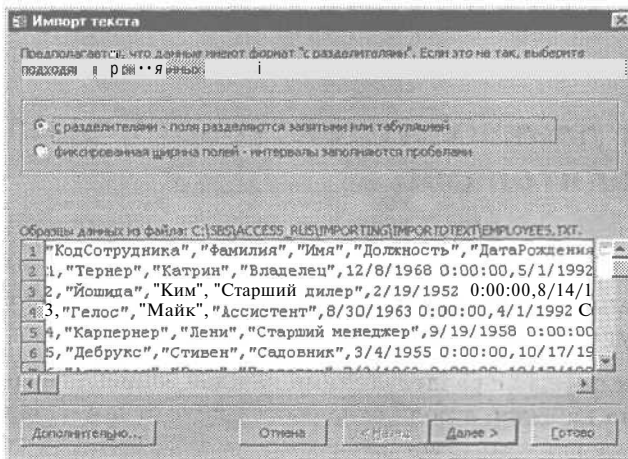 Импорт текста
Предполагается, что данные имеют формат "с разделителями". Если это не так, выберите
подходя
с разделителями - поля разделяются запятыми или табуляцией
фиксированная ширина полей - интервалы заполняются пробелами
Образцы данных из файла: C:\SBS\ACCESS_RUS\IMPORTING\IMPORTDTEXT\EMPLOYEES.TXT.
1 "КодСотрудника","Фамилия","Имя","Должность","ДатаРождения
2 1,"Тернер","Катрин","Владелец",12/8/1968 0:00:00,5/1/1992
3 2,"Йошида","Ким", "Старший дилер",2/19/1952 0:00:00,8/14/1
4 3,"Гелос","Майк","Ассистент",8/30/1963 0:00:00,4/1/1992 С
5 4,"Карпернер","Лени","Старший менеджер",9/19/1958 0:00:00
6 5,"Дебрукс","Стивен","Садовник",3/4/1955 0:00:00,10/17/19
Дополнительно... Отмена < Назад Далее > Готово